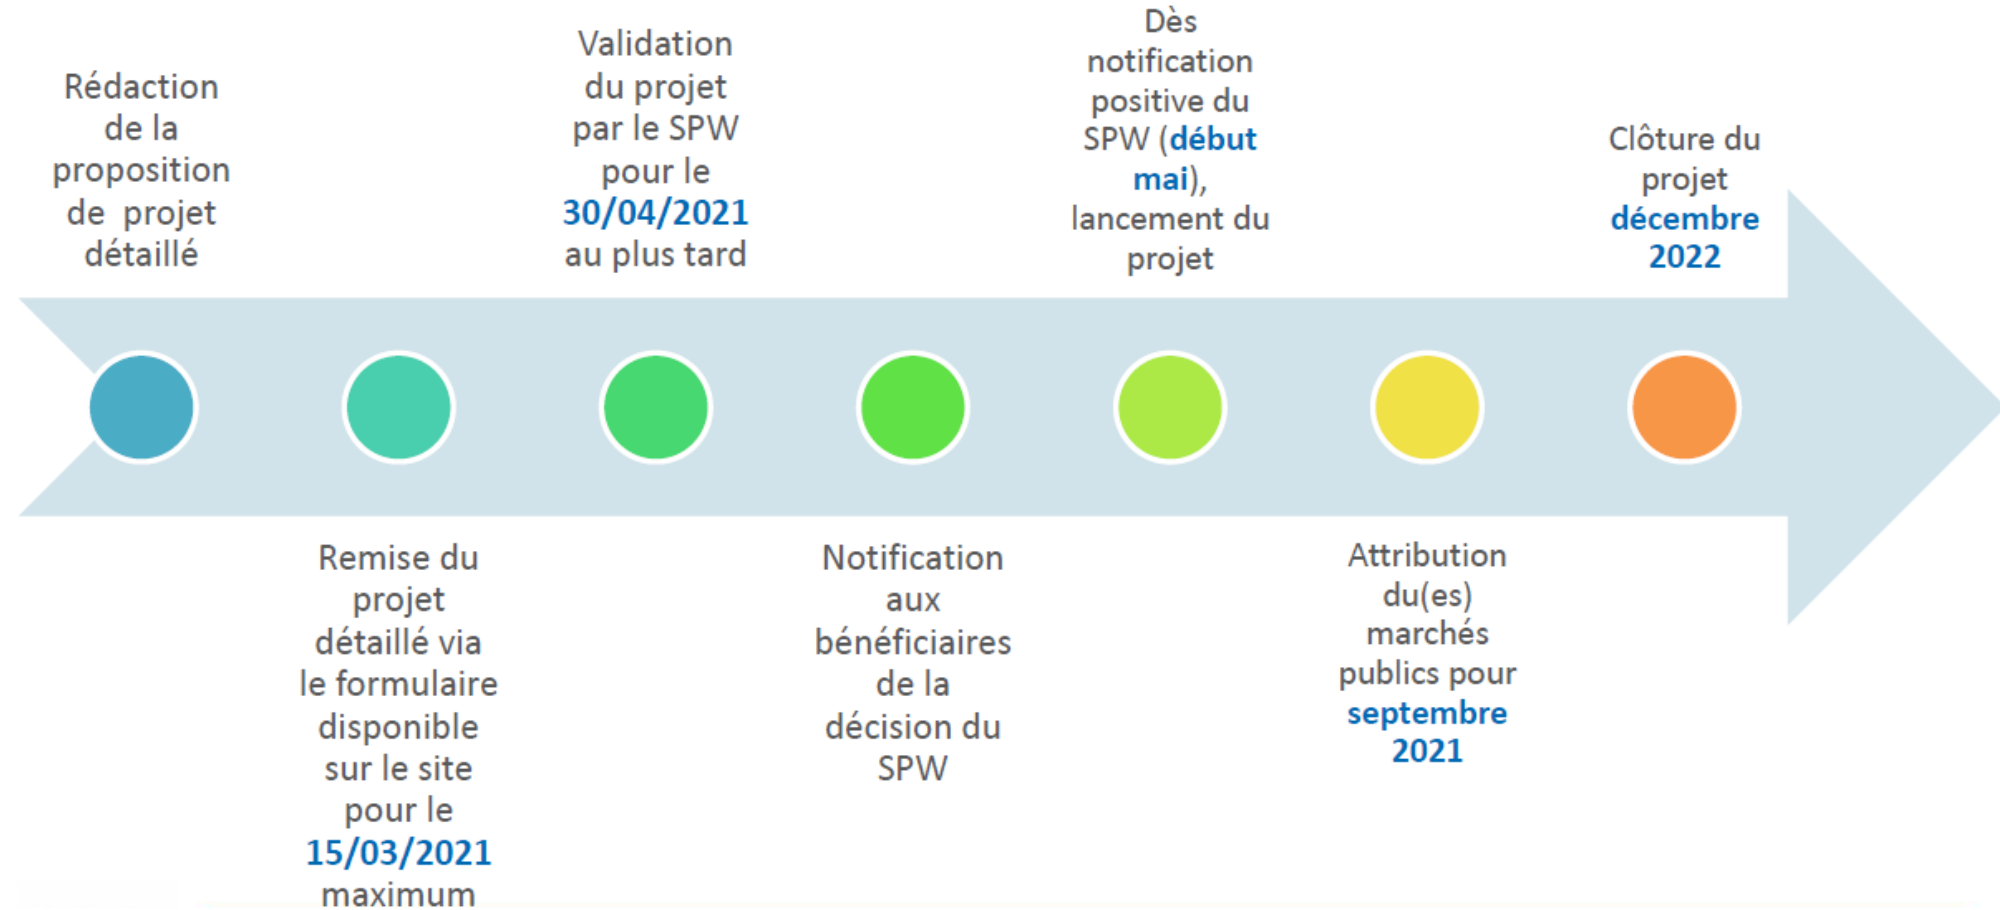 Rédaction
de la
proposition
de projet
détaillé
Remise du
projet
détaillé via
le formulaire
disponible
sur le site
pour le
15/03/2021
maximum
Validation
du projet
par le SPW
pour le
30/04/2021
au plus tard
Notification
aux
bénéficiaires
de la
décision du
SPW
Dès
notification
positive du
SPW (début
mai),
lancement du
projet
Attribution
du(es)
marchés
publics pour
septembre
2021
Clôture du
projet
décembre
2022